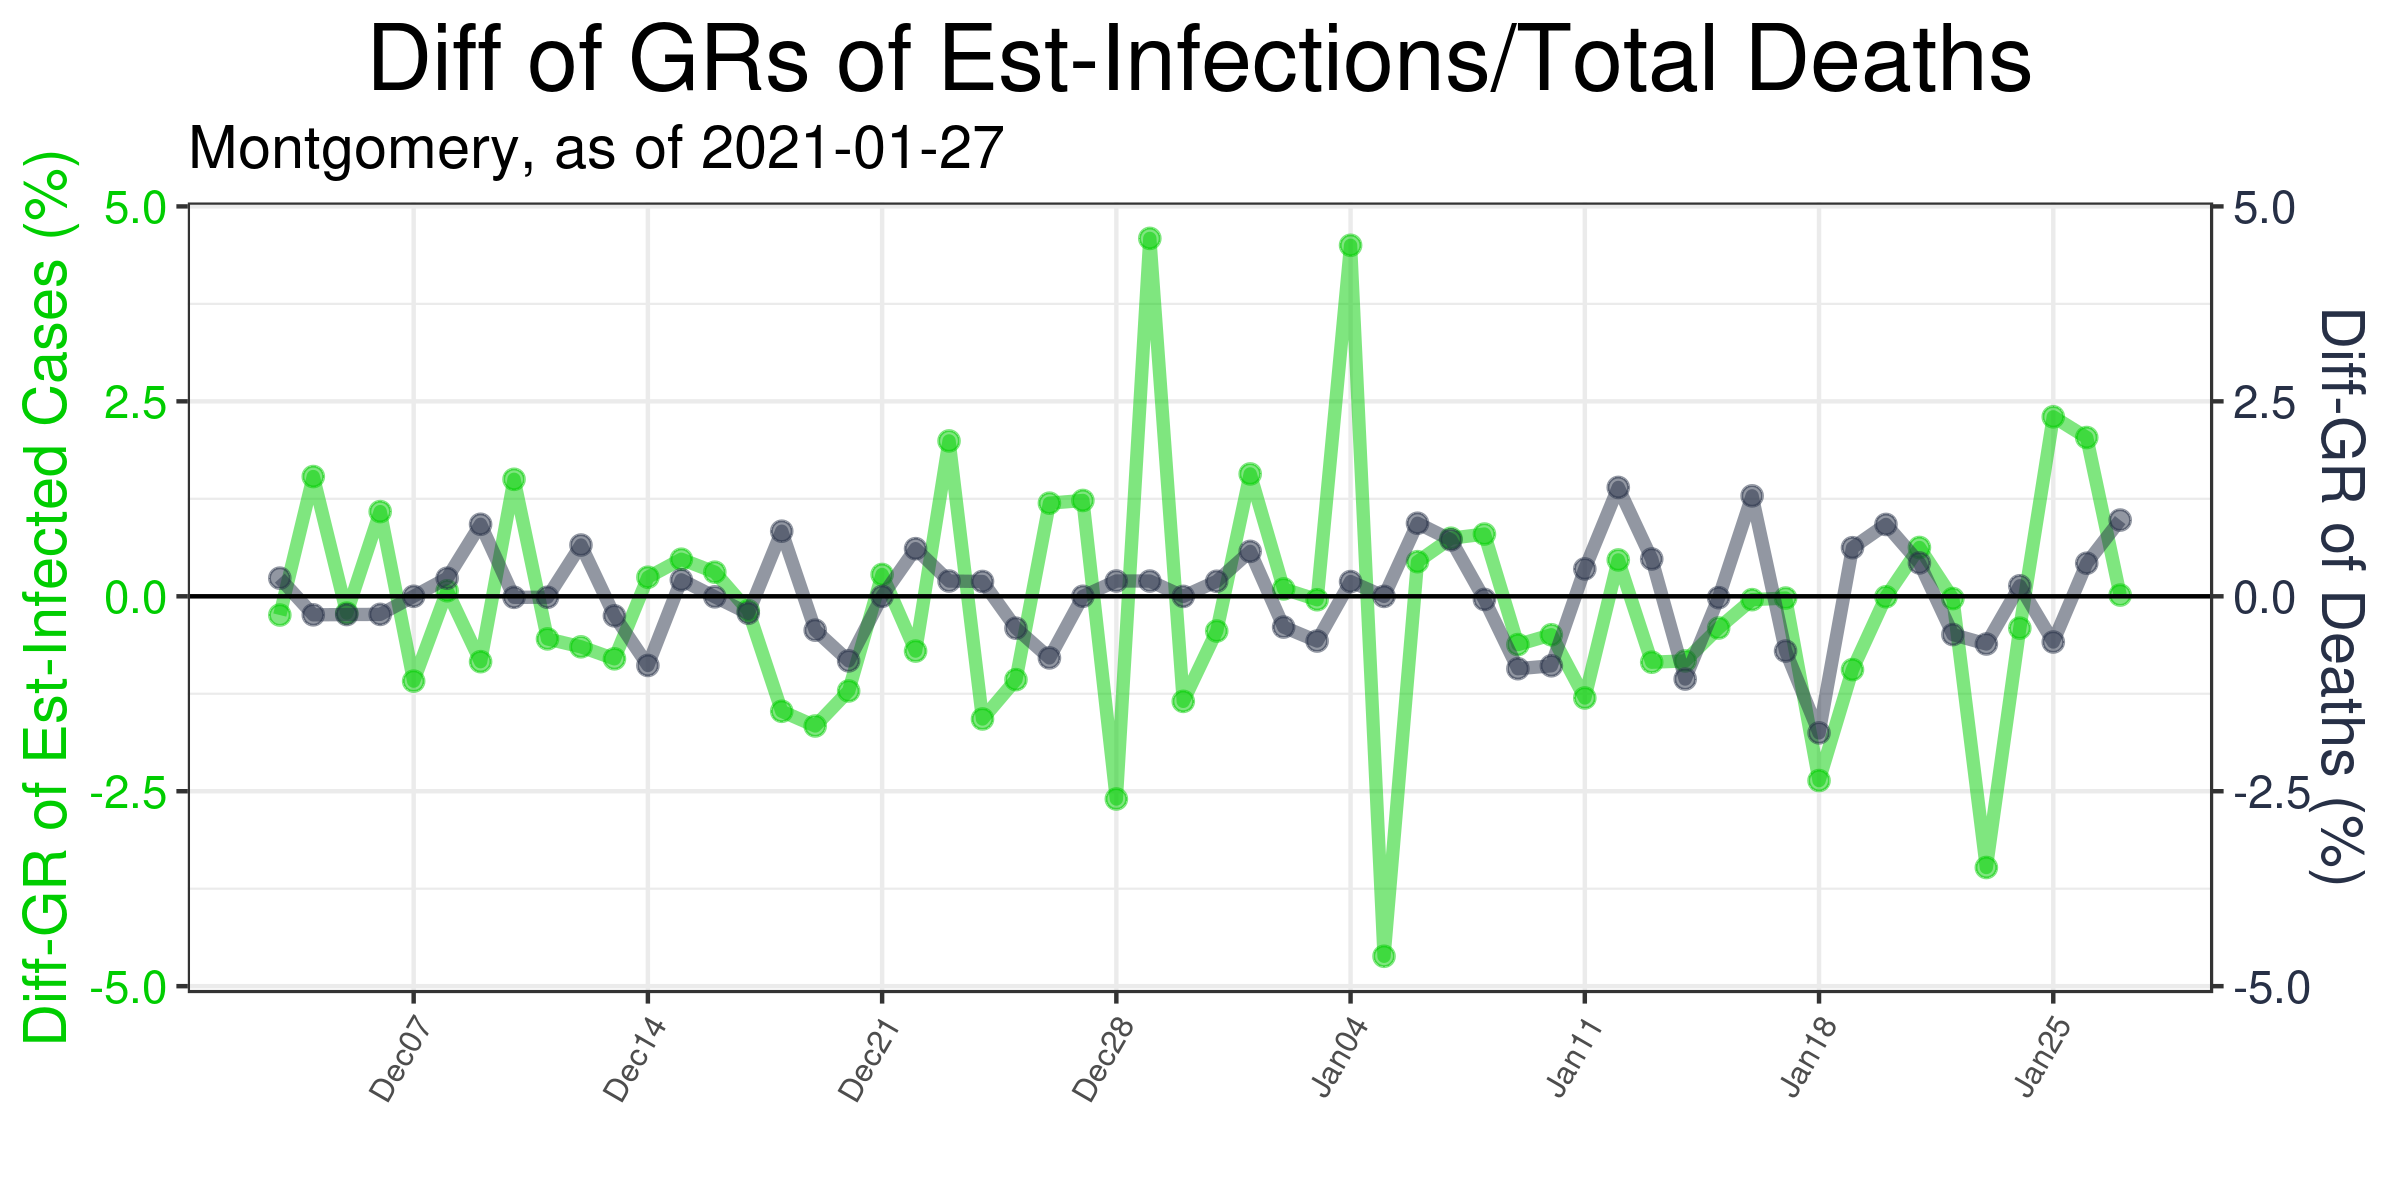 Diff of GRs of Est-Infections/Total Deaths
Montgomery, as of 2021-01-27
Diff-GR of Est-Infected Cases (%)
5.0
2.5
0.0
-2.5
-5.0
5.0
2.5
0.0
-2.5
-5.0
Diff-GR of Deaths (%)
Dec07
Dec14
Dec21
Dec28
Jan04
Jan11
Jan18
Jan25